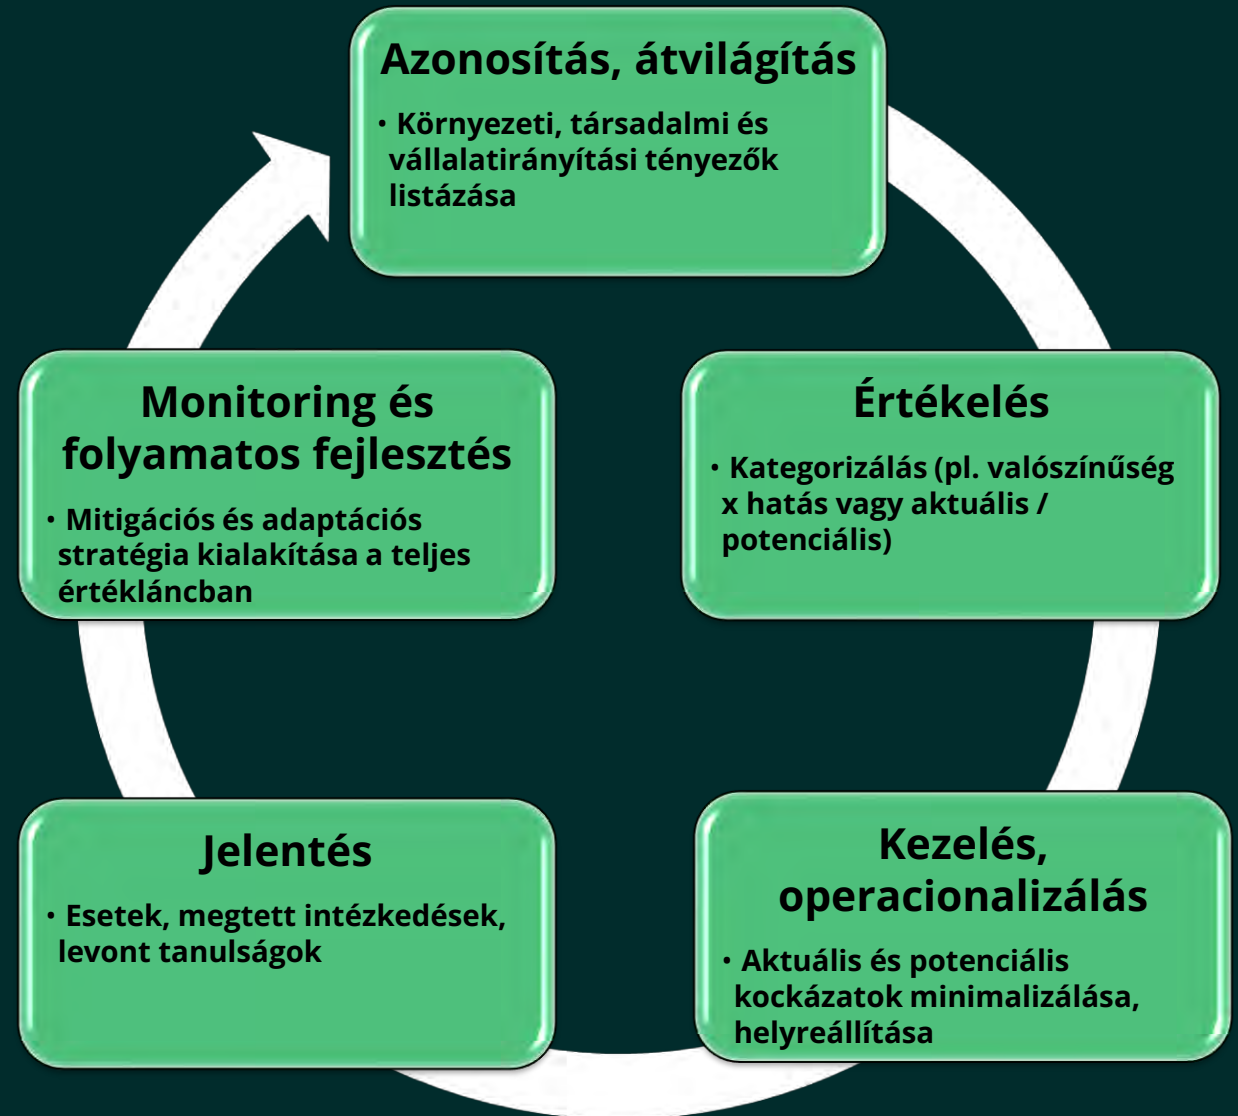 Azonosítás, átvilágítás
• Környezeti, társadalmi és
vállalatirányítási tényezők
listázása
Értékelés
• Kategorizálás (pl. valószínűség
x hatás vagy aktuális /
potenciális)
Kezelés,
operacionalizálás
• Aktuális és potenciális
kockázatok minimalizálása,
helyreállítása
Jelentés
• Esetek, megtett intézkedések,
levont tanulságok
Monitoring és
folyamatos fejlesztés
• Mitigációs és adaptációs
stratégia kialakítása a teljes
értékláncban